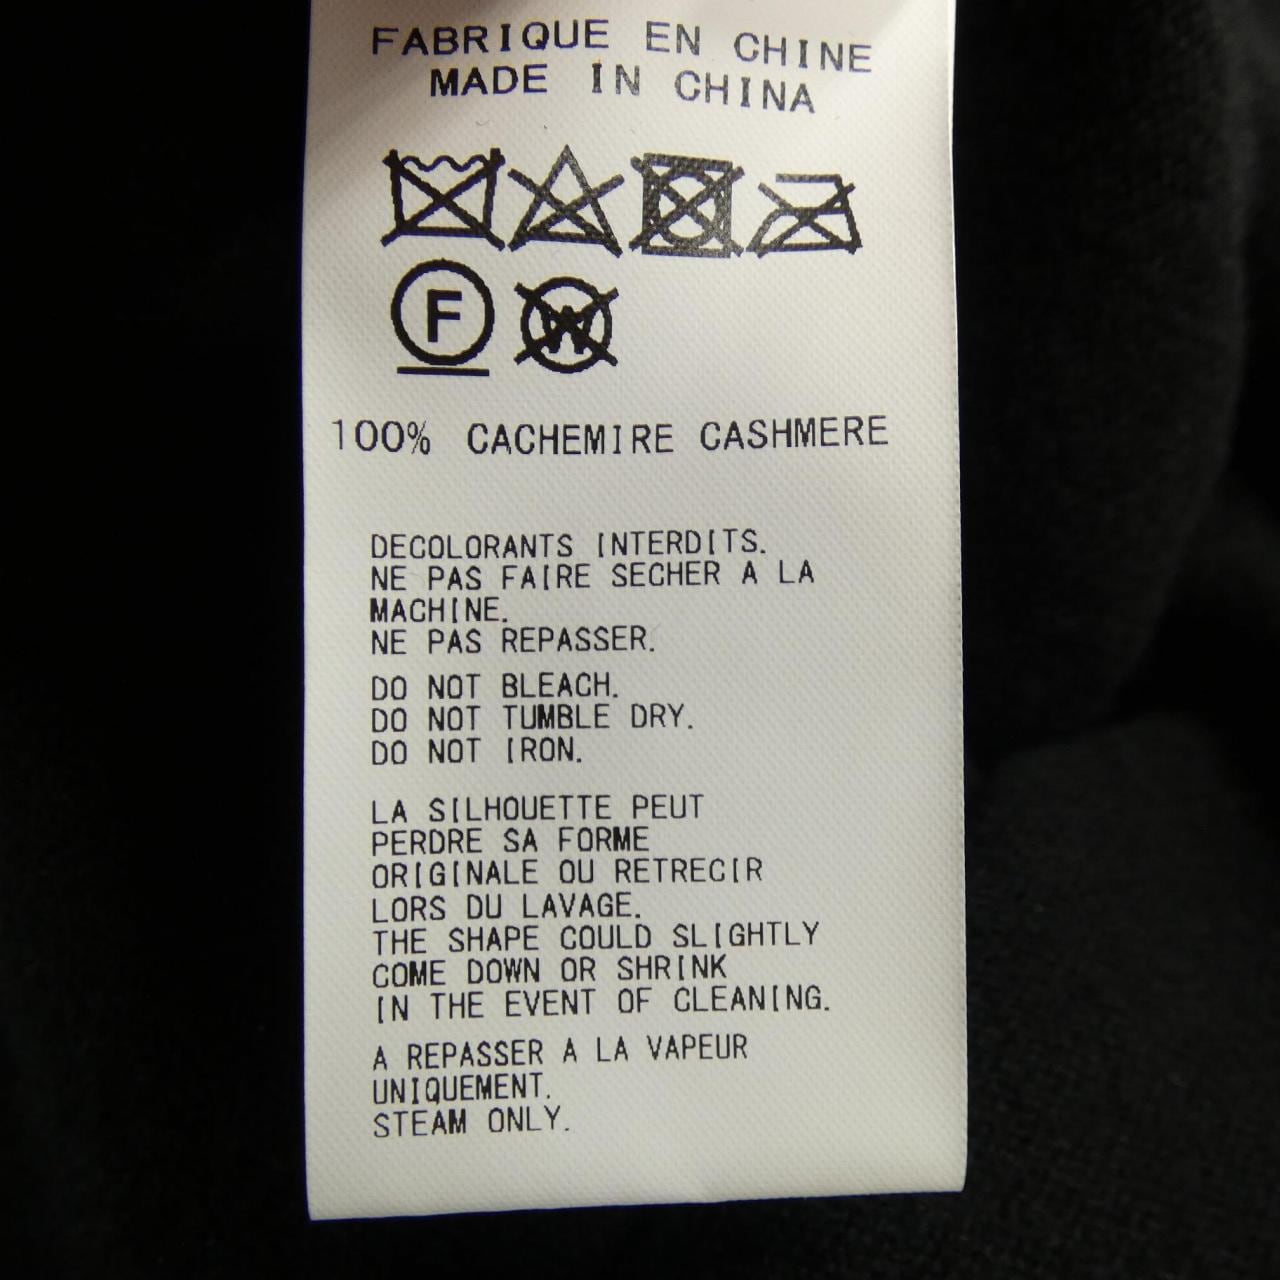 FABRIQUE EN CHINE
MADE IN CHINA
F W
100% CACHEMIRE CASHMERE
DECOLORANTS INTERDITS.
NE PAS FAIRE SECHER A LA
MACHINE.
NE PAS REPASSER.
DO NOT BLEACH.
DO NOT TUMBLE DRY.
DO NOT IRON.
LA SILHOUETTE PEUT
PERDRE SA FORME
ORIGINALE OU RETRECIR
LORS DU LAVAGE.
THE SHAPE COULD SLIGHTLY
COME DOWN OR SHRINK
IN THE EVENT OF CLEANING.
A REPASSER A LA VAPEUR
UNIQUEMENT.
STEAM ONLY.